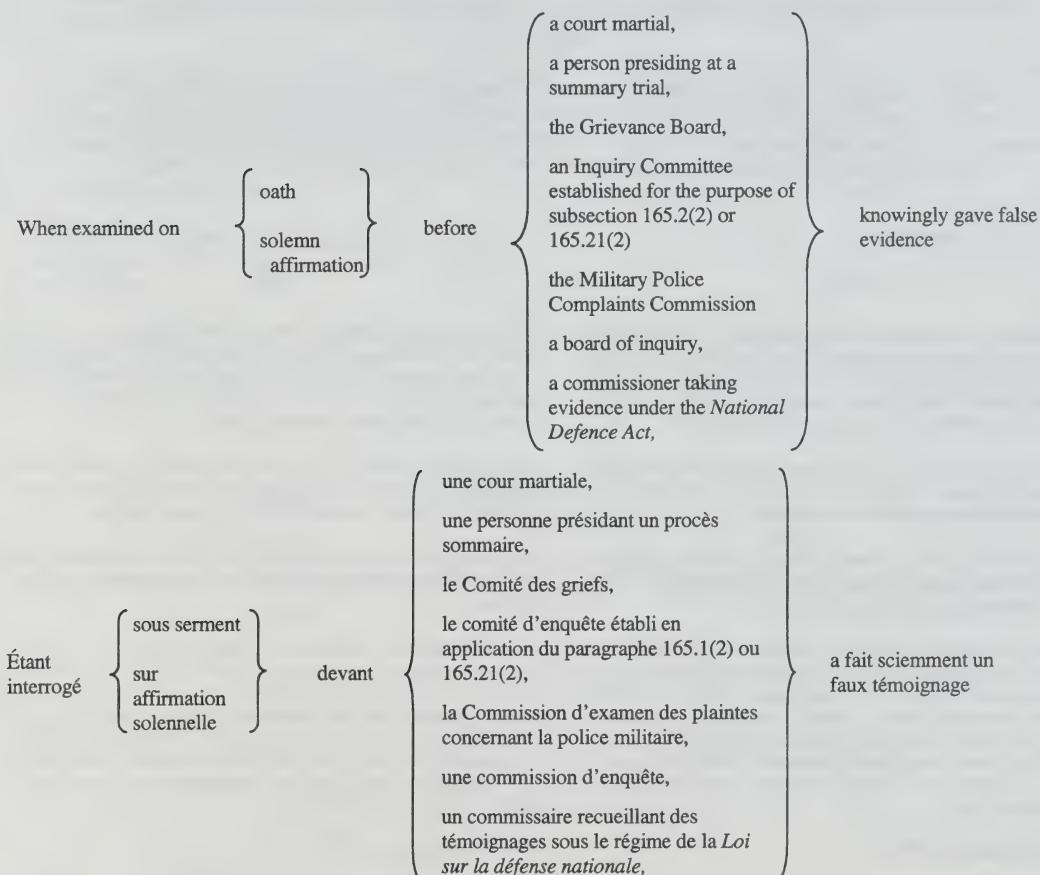 When examined on
oath
solemn
affirmation
before
a court martial,
a person presiding at a
summary trial,
the Grievance Board,
an Inquiry Committee
established for the purpose of
subsection 165.2(2) or
165.21(2)
the Military Police
Complaints Commission
a board of inquiry,
a commissioner taking
evidence under the National
Defence Act,
knowingly gave false
evidence
Étant
interrogé
sous serment
sur
affirmation
solennelle
devant
une cour martiale,
une personne présidant un procès
sommaire,
le Comité des griefs,
le comité d'enquête établi en
application du paragraphe 165.1(2) ou
165.21(2),
la Commission d'examen des plaintes
concernant la police militaire,
une commission d'enquête,
un commissaire recueillant des
témoignages sous le régime de la Loi
sur la défense nationale,
a fait sciemment un
faux témoignage